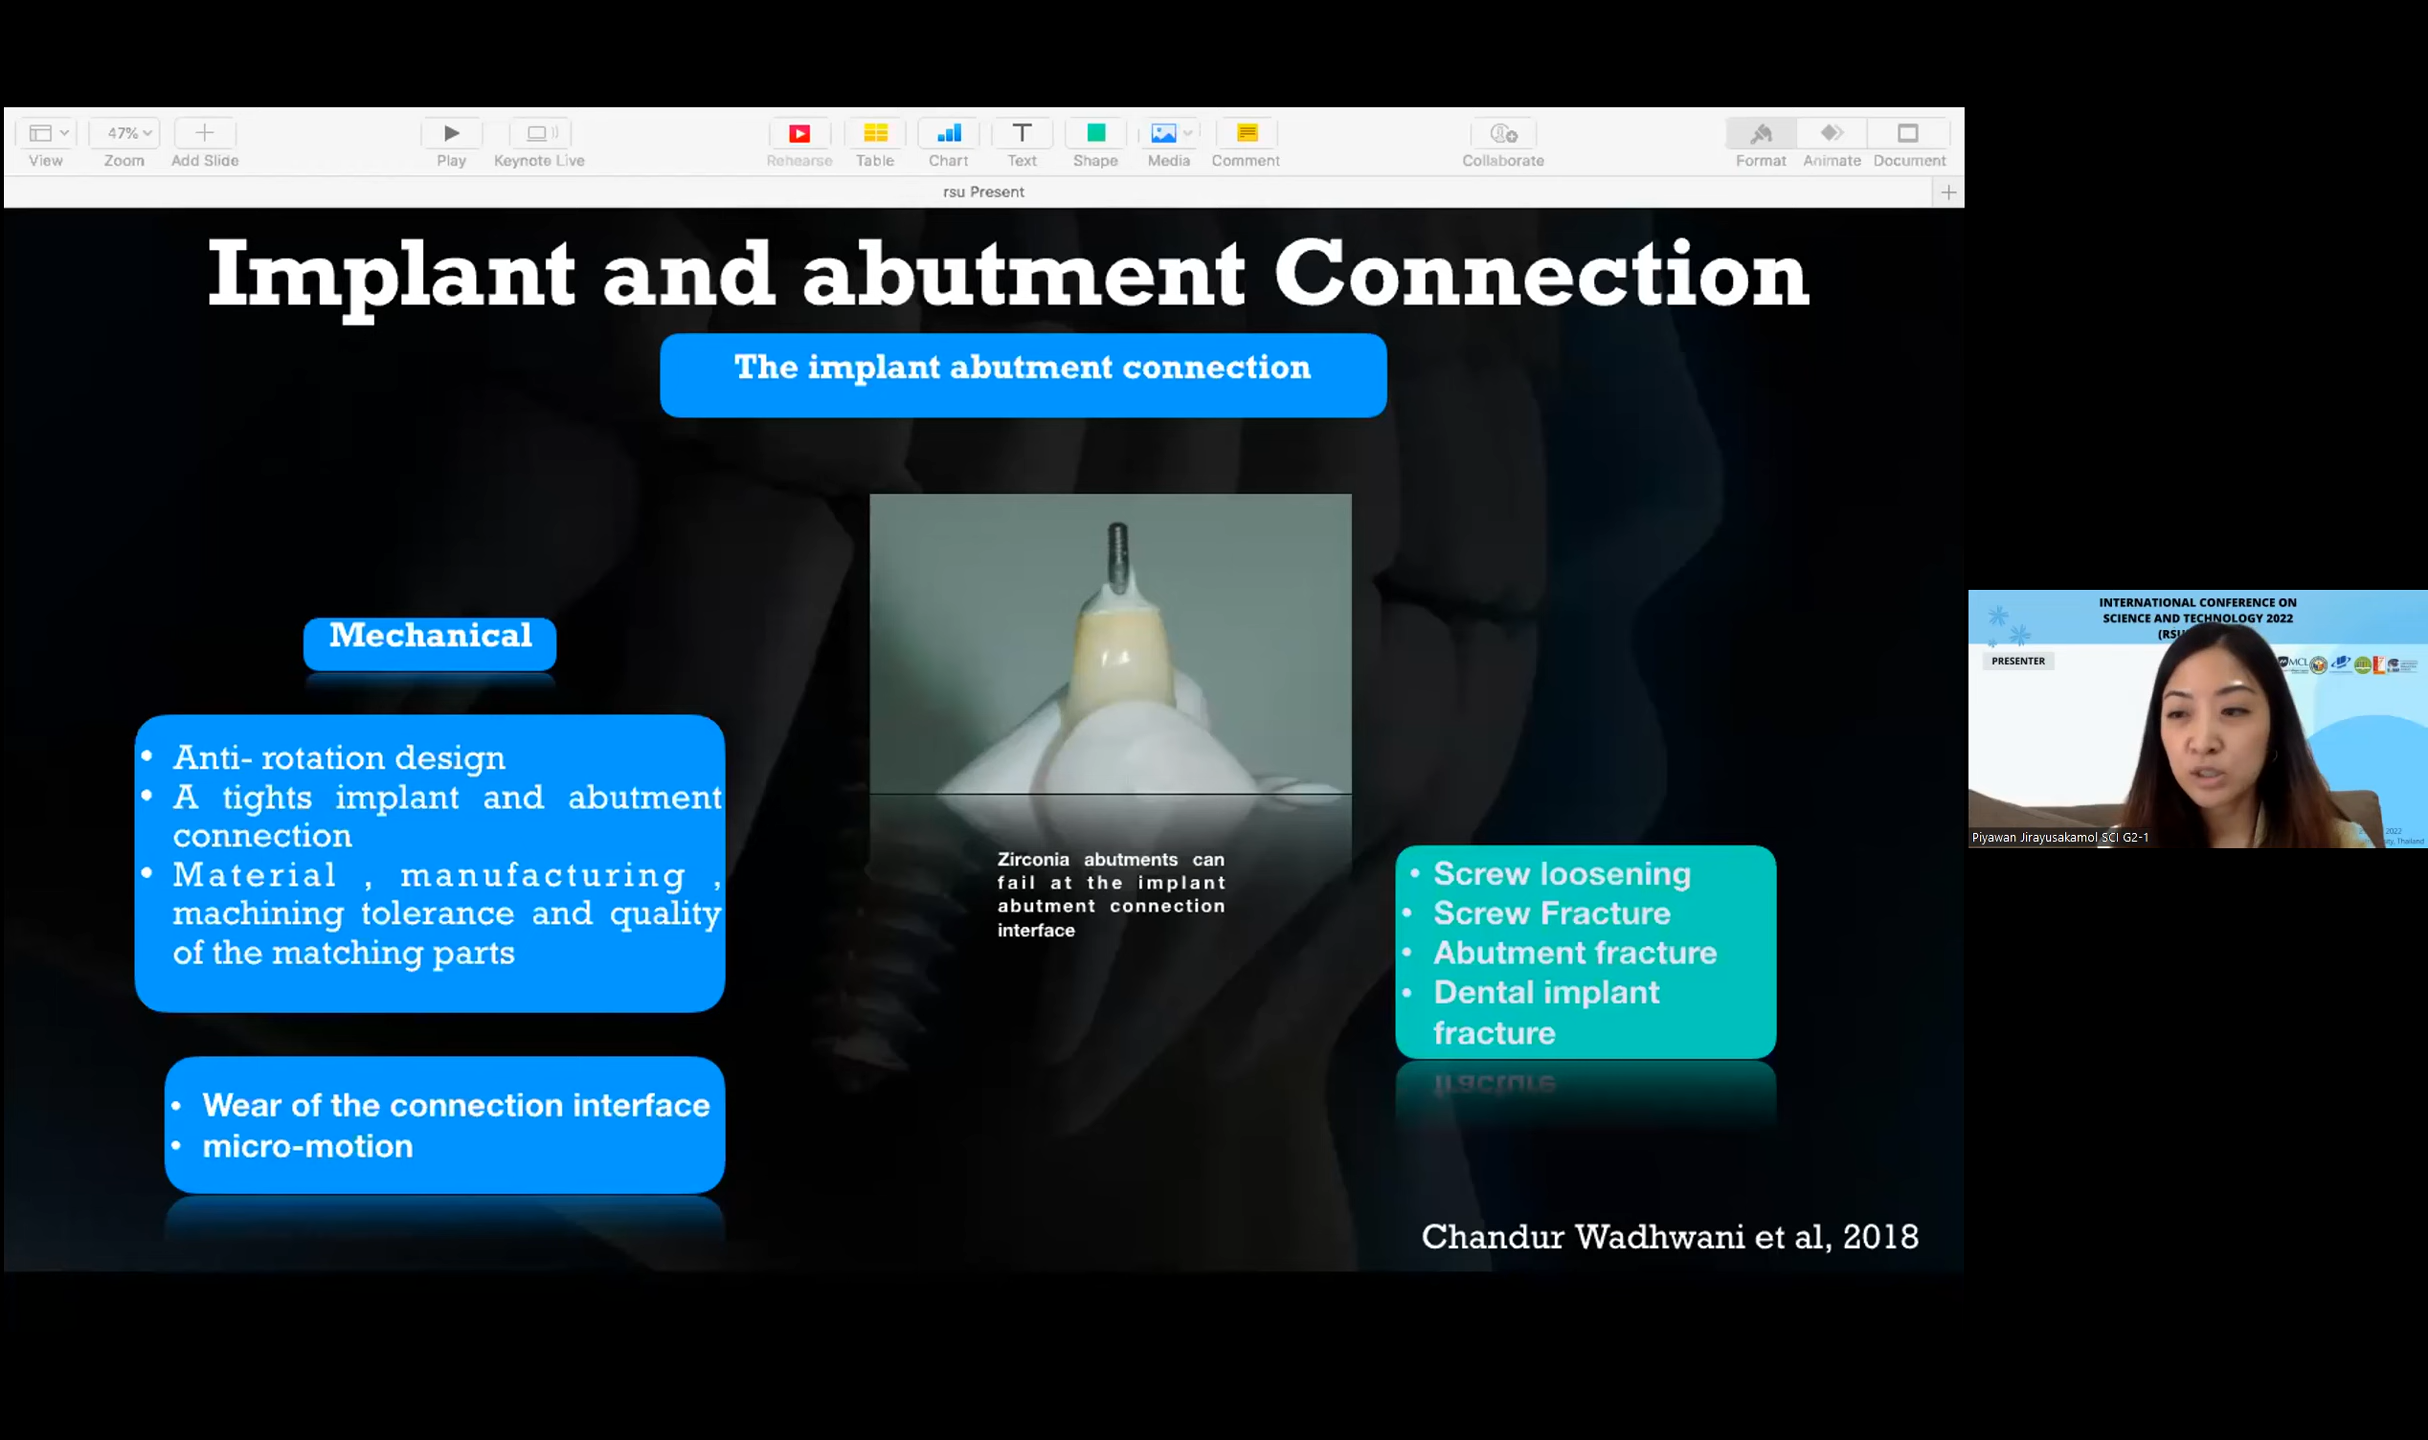 View
Zoom
Add Slide
Play
Keynote Live
Rehearse
Table
Chart
Text
Shape
Media
Comment
Collaborate
Format
Animate
Document
47%
rsu Present
Implant and abutment Connection
The implant abutment connection
Mechanical
• Anti- rotation design
• A tights implant and abutment
connection
• Material , manufacturing ,
machining tolerance and quality
of the matching parts
• Wear of the connection interface
• micro-motion
Zirconia abutments can
fail at the implant
abutment connection
interface
• Screw loosening
• Screw Fracture
• Abutment fracture
• Dental implant
fracture
Chandur Wadhwani et al, 2018
INTERNATIONAL CONFERENCE ON
SCIENCE AND TECHNOLOGY 2022
(RSU
PRESENTER
MCL
2022
Thailand
Piyawan Jirayusakamol SCI G2-1